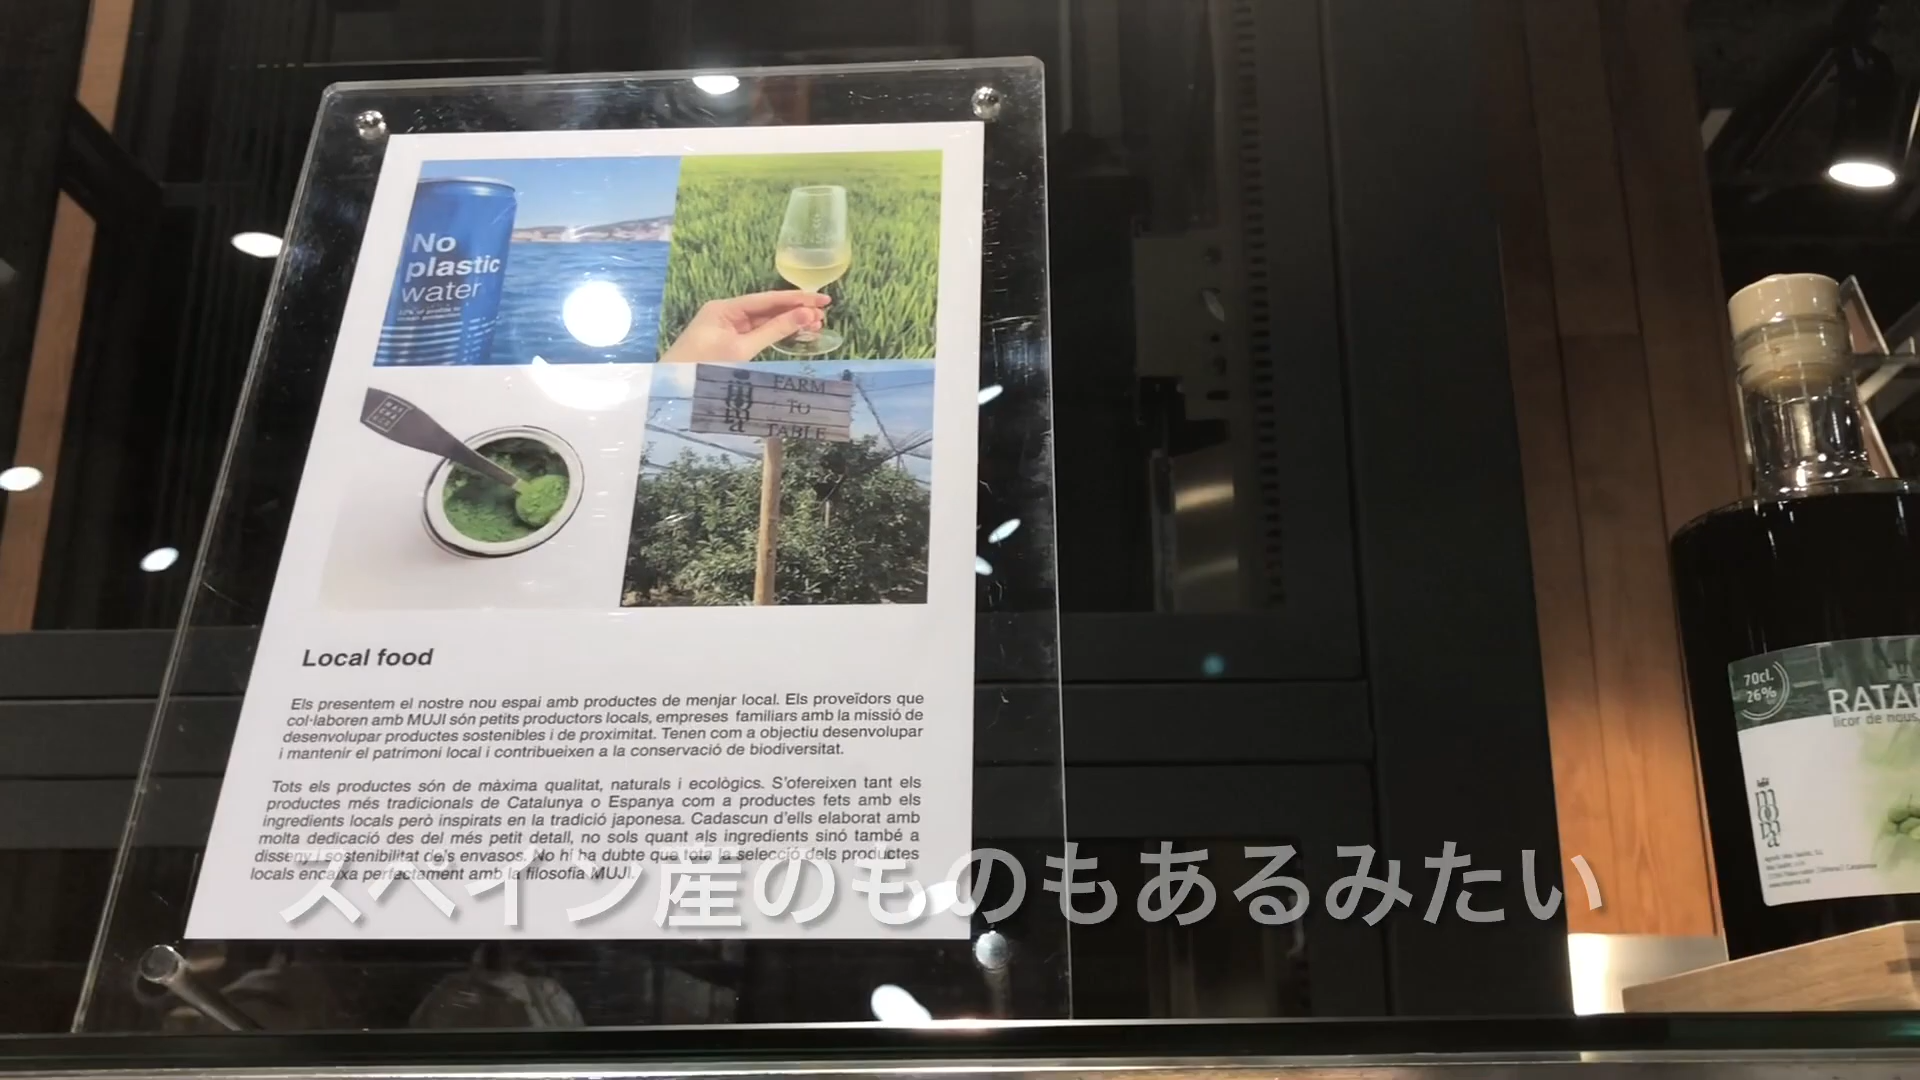 No
plastic
water
FARM
TO
TABLE
Local food
Els presentem el nostre nou espai amb productes de menjar local. Els proveïdors que
col·laboren amb MUJI són petits productors locals, empreses familiars amb la missió de
desenvolupar productes sostenibles i de proximitat. Tenen com a objectiu desenvolupar
i mantenir el patrimoni local i contribueixen a la conservació de biodiversitat.
Tots els productes són de màxima qualitat, naturals i ecològics. S'ofereixen tant els
productes més tradicionals de Catalunya o Espanya com a productes fets amb els
ingredients locals però inspirats en la tradició japonesa. Cadascun d'ells elaborat amb
molta dedicació des del més petit detall, no sols quant als ingredients sinó també a
disseny i sostenibilitat dels envasos. No hi ha dubte que tota la selecció dels productes
locals encaixa perfectament amb la filosofia MUJI.
スペイン産のものもあるみたい
70cl.
26%
RATAF
licor de nous
mooma